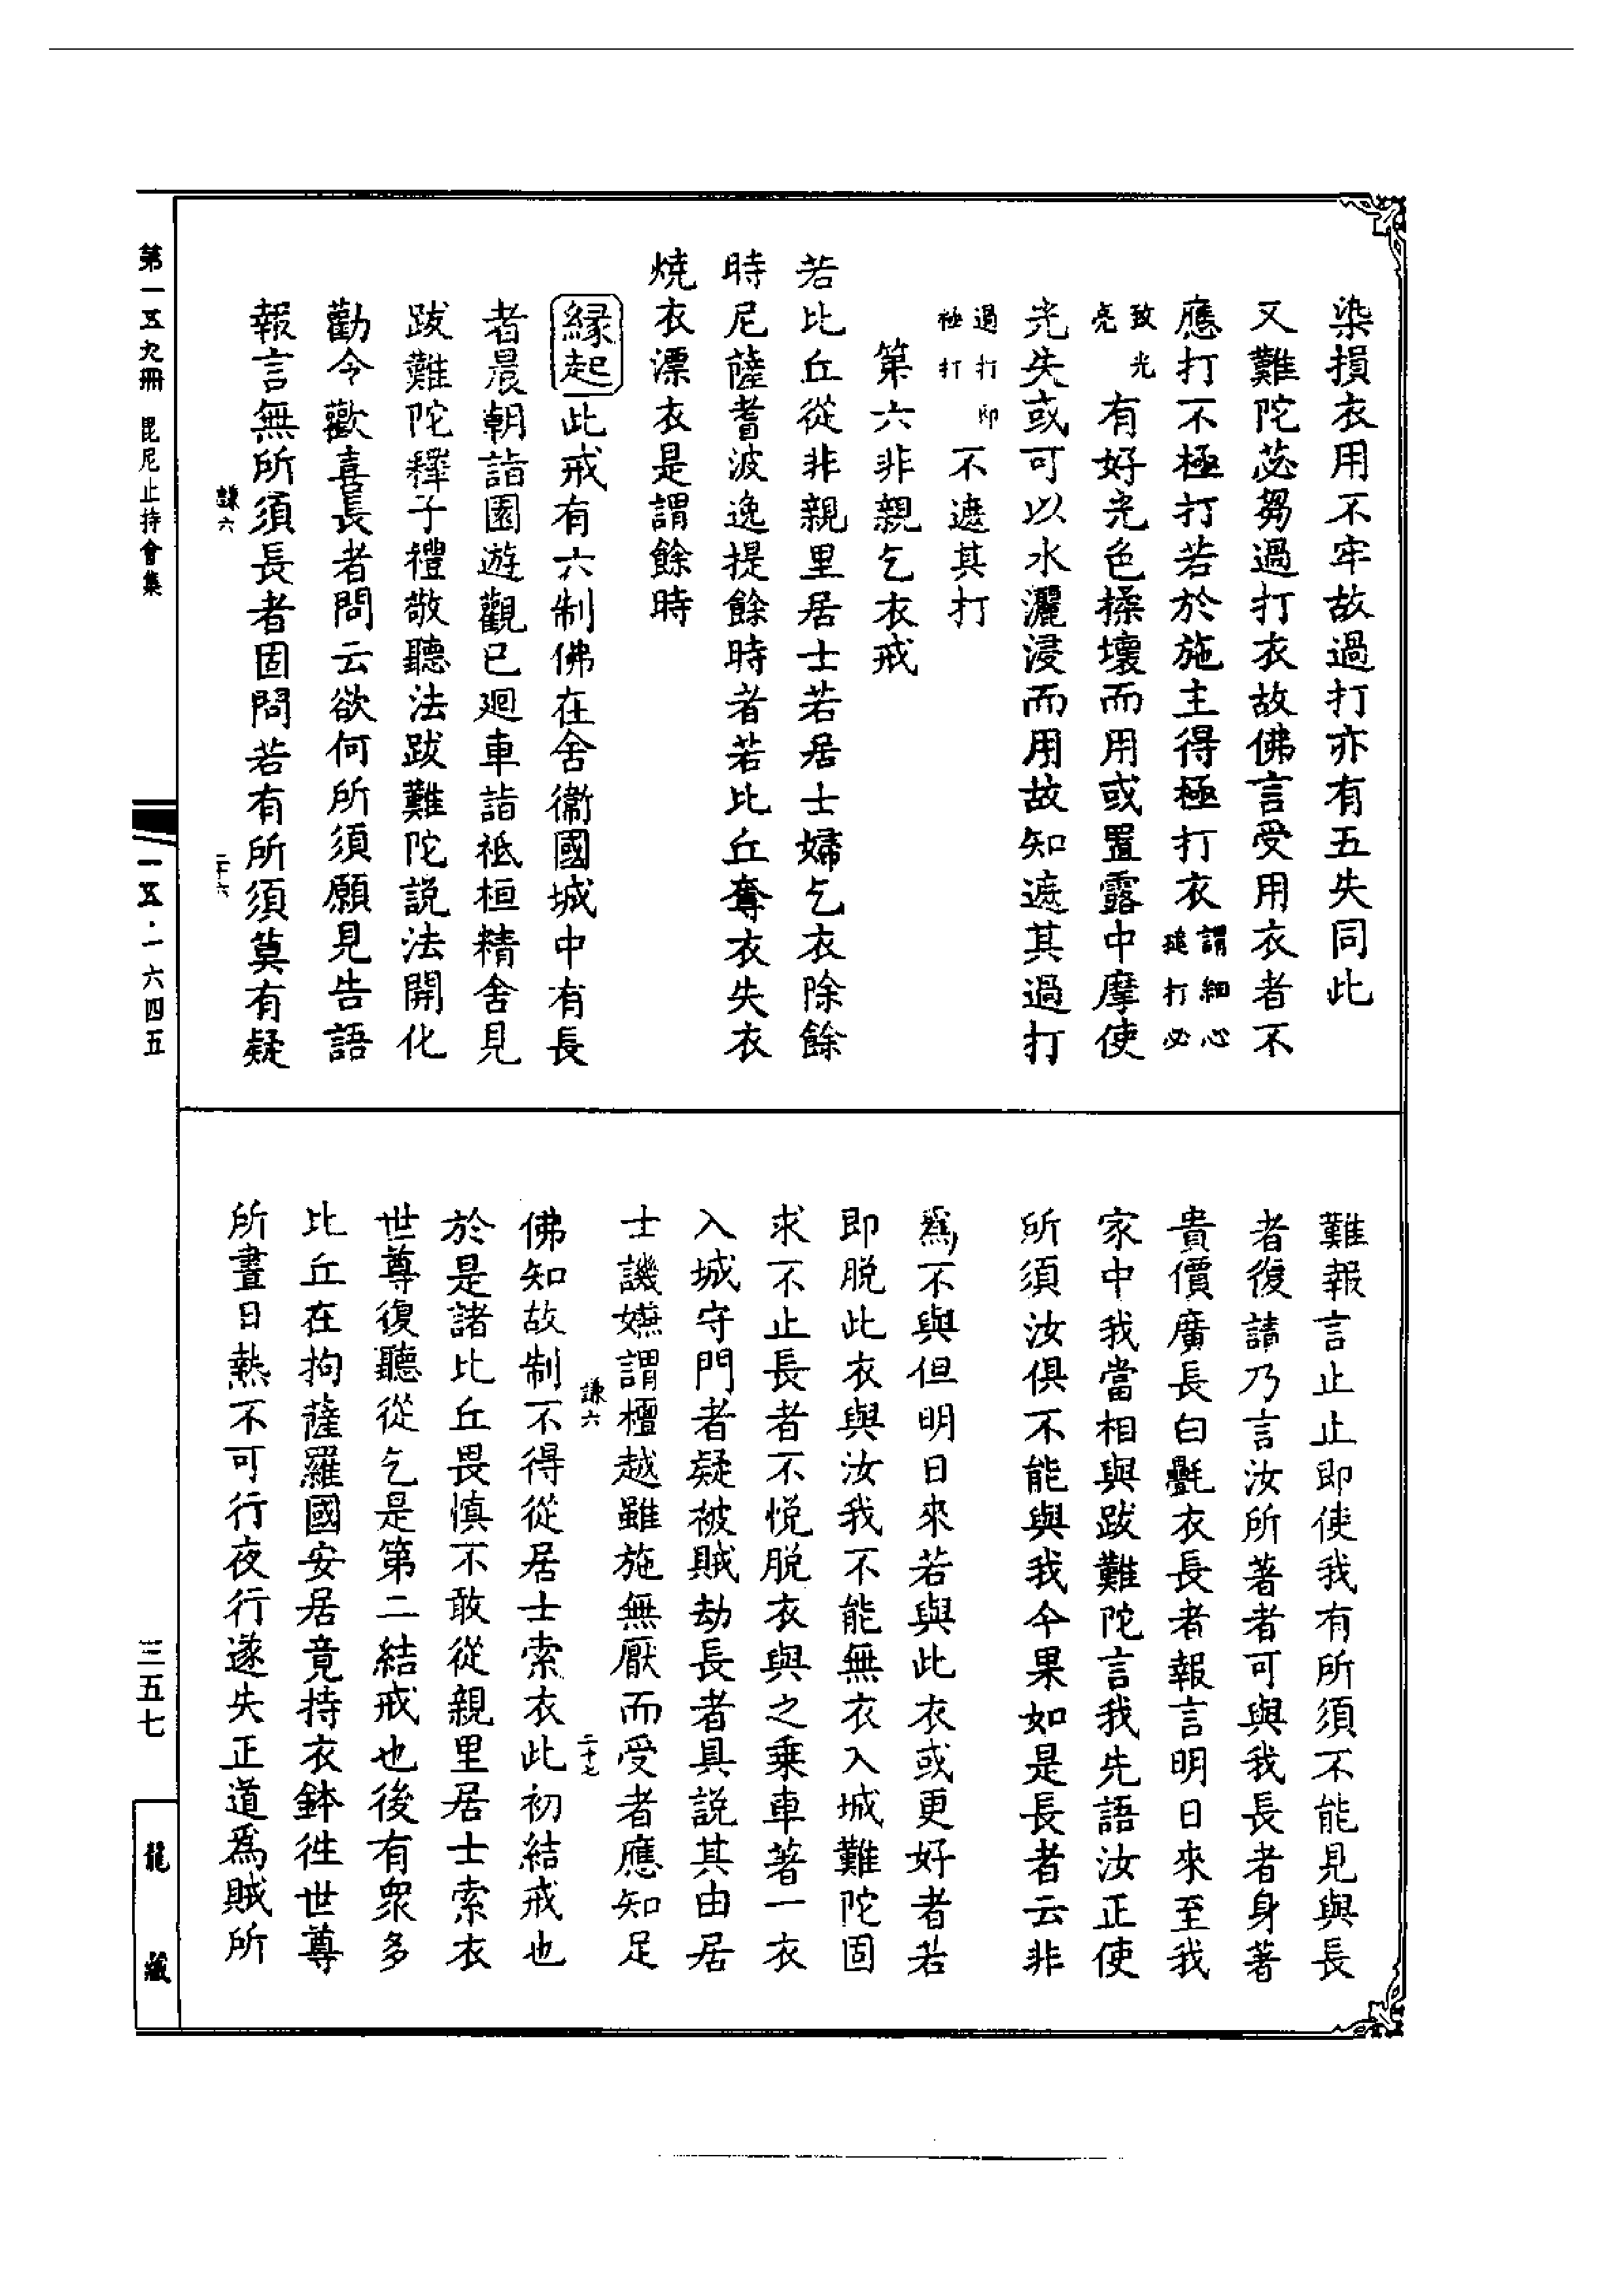 染損衣用不牢故過打亦有五失同此
又難陀苾芻過打衣故佛言受用衣者不
應打不極打若於施主得極打衣謂細心搥打必
致光亮有好光色揉壞而用或置露中摩使
光失或可以水灑浸而用故知遮其過打
過打即極打不遮其打
第六非親乞衣戒
若比丘從非親里居士若居士婦乞衣除餘
時尼薩耆波逸提餘時者若比丘奪衣失衣
燒衣漂衣是謂餘時
緣起此戒有六制佛在舍衛國城中有長
者晨朝詣園遊觀已廻車詣祇桓精舍見
跋難陀釋子禮敬聽法跋難陀説法開化
勸令歡喜長者問云欲何所須願見告語
報言無所須長者固問若有所須莫有疑
謙六
二十六
難報言止止即使我有所須不能見與長
者復請乃言汝所著者可與我長者身著
貴價廣長白氎衣長者報言明日來至我
家中我當相與跋難陀言我先語汝正使
所須汝俱不能與我今果如是長者云非
爲不與但明日來若與此衣或更好者若
即脱此衣與汝我不能無衣入城難陀固
求不止長者不悦脱衣與之乘車著一衣
入城守門者疑被賊劫長者具説其由居
士譏嫌謂檀越雖施無厭而受者應知足
謙六
二十七
佛知故制不得從居士索衣此初結戒也
於是諸比丘畏慎不敢從親里居士索衣
世尊復聽從乞是第二結戒也後有衆多
比丘在拘薩羅國安居竟持衣鉢徃世尊
所晝日熱不可行夜行遂失正道爲賊所
第一五九冊 毘尼止持會集
一五·一六四五
三五七
龍藏